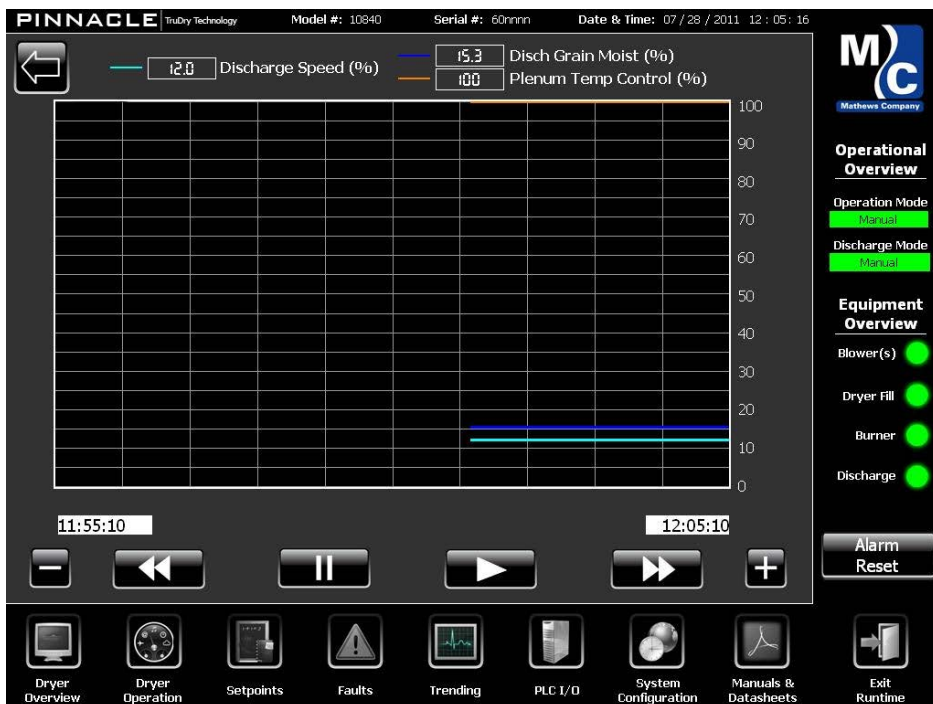 PINNACLE TruDry Technology Model #: 10840 Serial #: 60nnnn Date & Time: 07/28/2011 12:05:16
12.0 Discharge Speed (%)
15.3 Disch Grain Moist (%)
100 Plenum Temp Control (%)
100
90
80
70
60
50
40
30
20
10
0
11:55:10 12:05:10
MC
Mathews Company
Operational
Overview
Operation Mode
Manual
Discharge Mode
Manual
Equipment
Overview
Blower(s)
Dryer Fill
Burner
Discharge
Alarm
Reset
Dryer
Overview
Dryer
Operation
Setpoints
Faults
Trending
PLC I/O
System
Configuration
Manuals &
Datasheets
Exit
Runtime